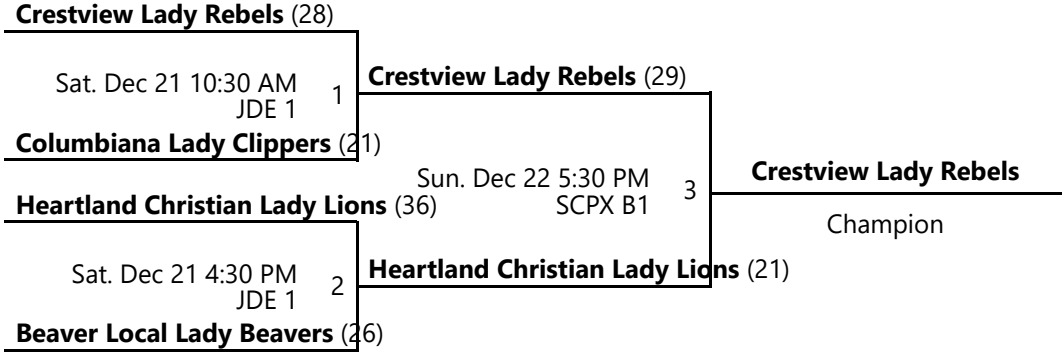 Crestview Lady Rebels (28)
Sat. Dec 21 10:30 AM
JDE 1
1
Columbiana Lady Clippers (21)
Crestview Lady Rebels (29)
Heartland Christian Lady Lions (36)
Sat. Dec 21 4:30 PM
JDE 1
2
Beaver Local Lady Beavers (26)
Sun. Dec 22 5:30 PM
SCPX B1
3
Heartland Christian Lady Lions (21)
Crestview Lady Rebels
Champion